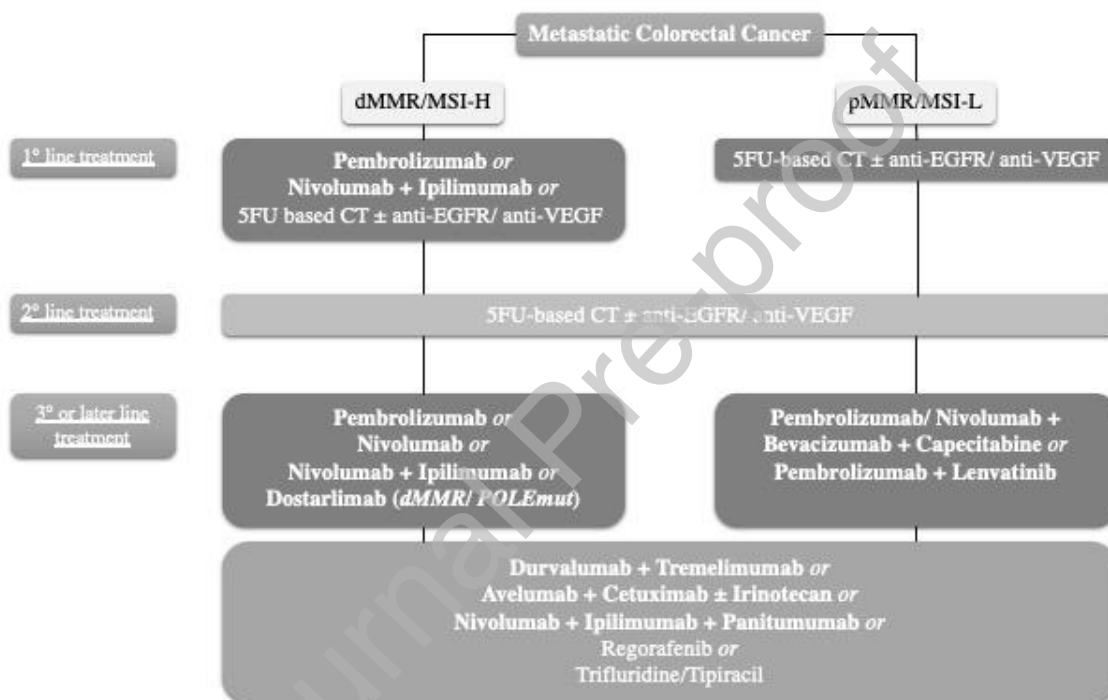 Metastatic Colorectal Cancer
dMMR/MSI-H
pMMR/MSI-L
1° line treatment
Pembrolizumab or
Nivolumab + Ipilimumab or
5FU based CT ± anti-EGFR/ anti-VEGF
5FU-based CT ± anti-EGFR/ anti-VEGF
2° line treatment
5FU-based CT ± anti-EGFR/ anti-VEGF
3° or later line
treatment
Pembrolizumab or
Nivolumab or
Nivolumab + Ipilimumab or
Dostarlimab (dMMR/ POLEmut)
Pembrolizumab/ Nivolumab +
Bevacizumab + Capecitabine or
Pembrolizumab + Lenvatinib
Durvalumab + Tremelimumab or
Avelumab + Cetuximab ± Irinotecan or
Nivolumab + Ipilimumab + Panitumumab or
Regorafenib or
Trifluridine/Tipiracil
urnal Pre-proof